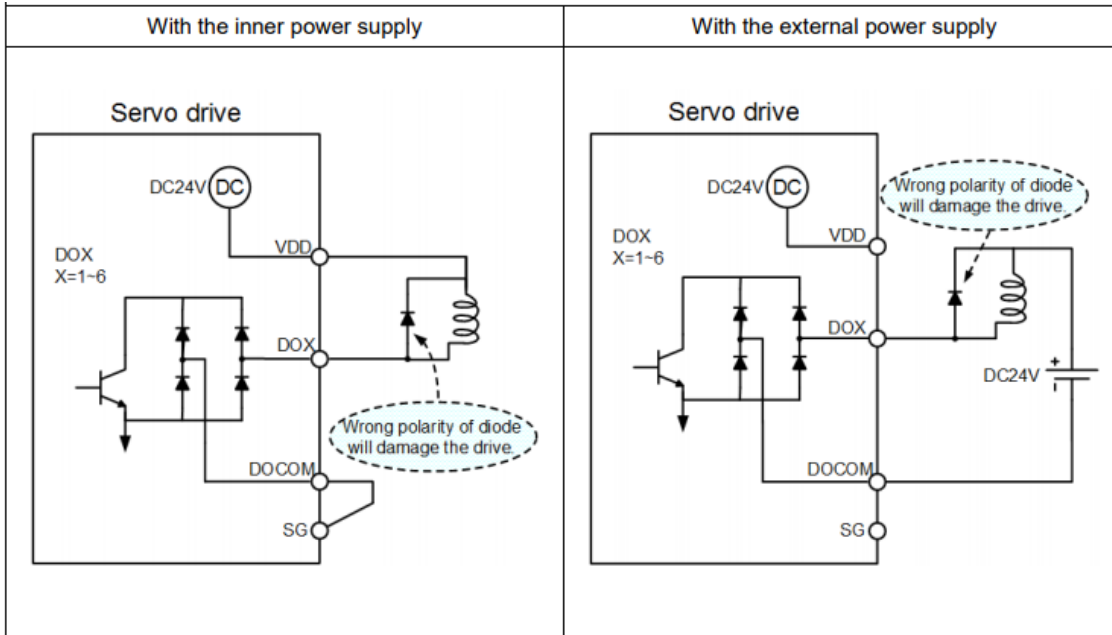 With the inner power supply
With the external power supply
Servo drive
DC24V
DC
VDD
DOX
X=1~6
DOX
Wrong polarity of diode
will damage the drive.
DOCOM
SG
Servo drive
DC24V
DC
Wrong polarity of diode
will damage the drive.
VDD
DOX
X=1~6
DOX
DC24V
+
DOCOM
SG